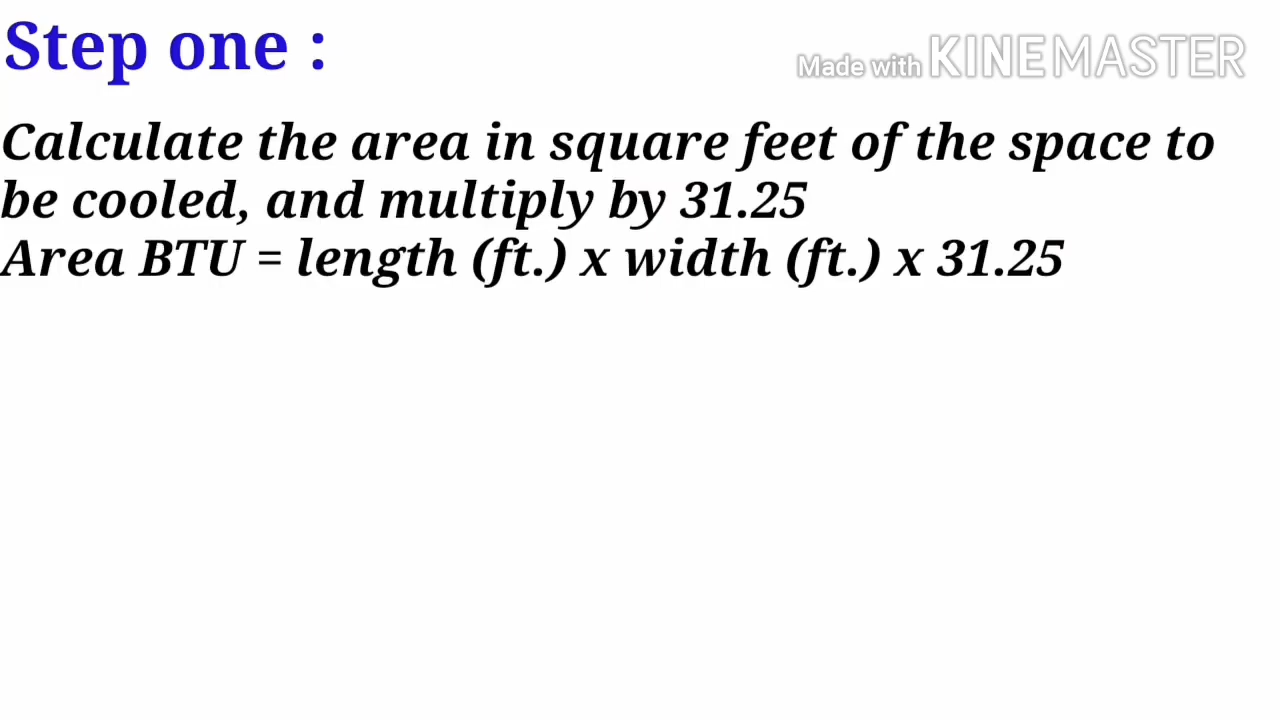 Step one :
Made with KINEMASTER
Calculate the area in square feet of the space to
be cooled, and multiply by 31.25
Area BTU = length (ft.) x width (ft.) x 31.25